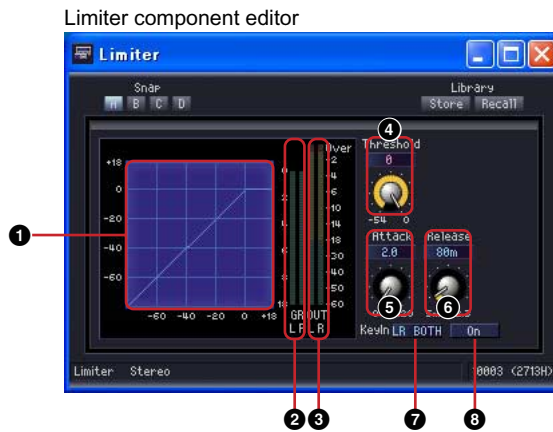 Limiter component editor
Limiter
Snap
Library
A B C D
Store Recall
Over
Threshold
4
0
+18
0
-20
-40
-60
-60 -40 -20 0 +18
-2
-4
-6
-10
-14
-18
-30
-40
-50
-60
-54 0
1
Attack
Release
2.0
80m
5
6
GR OUT
L R L R
KeyIn LR BOTH
On
Limiter Stereo
(2713H)
2
3
7
8